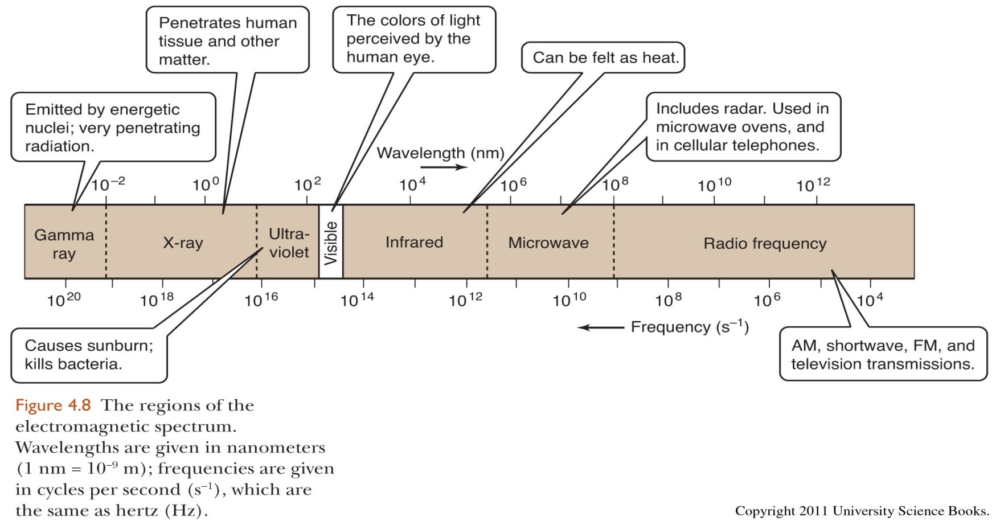 Penetrates human
tissue and other
matter.
The colors of light
perceived by the
human eye.
Can be felt as heat.
Emitted by energetic
nuclei; very penetrating
radiation.
Includes radar. Used in
microwave ovens, and
in cellular telephones.
Wavelength (nm)
10⁻² 10⁰ 10² 10⁴ 10⁶ 10⁸ 10¹⁰ 10¹²
Gamma
ray
X-ray
Ultra-
violet
Visible
Infrared
Microwave
Radio frequency
10²⁰ 10¹⁸ 10¹⁶ 10¹⁴ 10¹² 10¹⁰ 10⁸ 10⁶ 10⁴
Frequency (s⁻¹)
Causes sunburn;
kills bacteria.
AM, shortwave, FM, and
television transmissions.
Figure 4.8 The regions of the
electromagnetic spectrum.
Wavelengths are given in nanometers
(1 nm = 10⁻⁹ m); frequencies are given
in cycles per second (s⁻¹), which are
the same as hertz (Hz).
Copyright 2011 University Science Books.